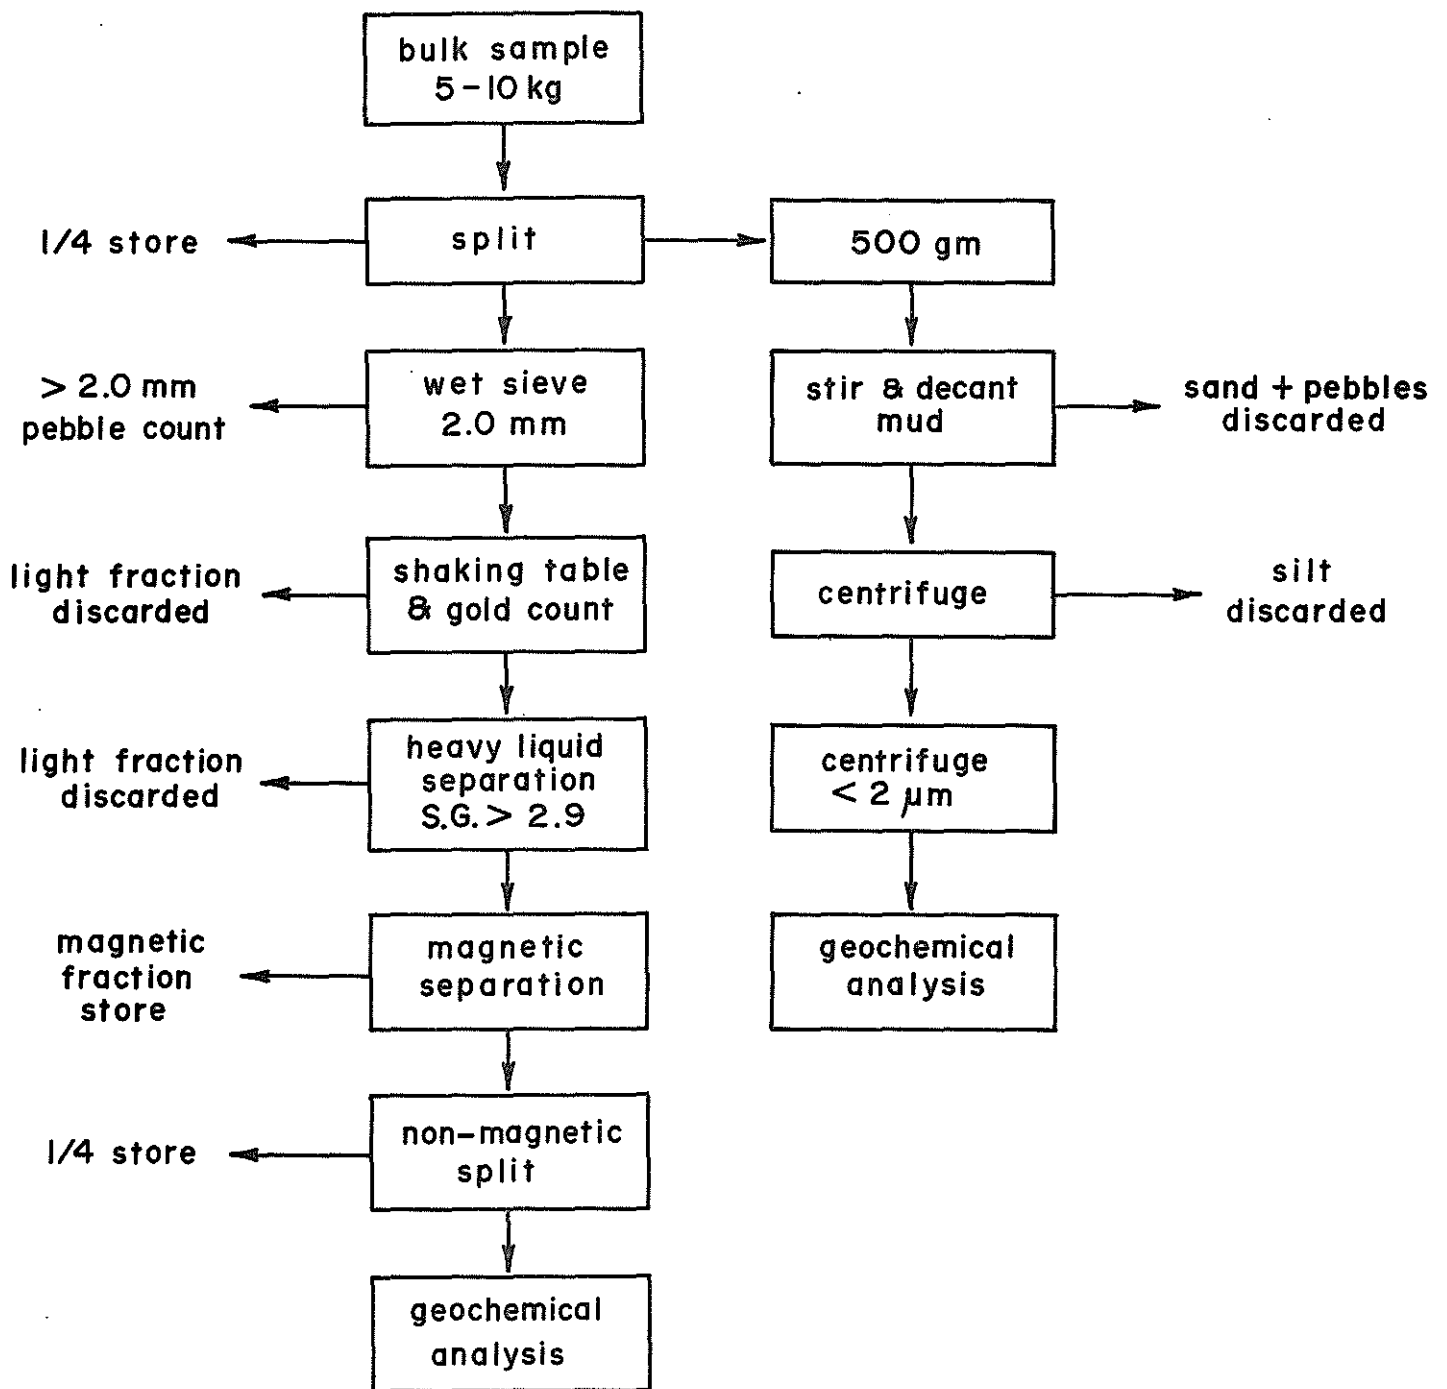 bulk sample
5-10 kg
1/4 store
split
500 gm
> 2.0 mm
pebble count
wet sieve
2.0 mm
stir & decant
mud
sand + pebbles
discarded
light fraction
discarded
shaking table
& gold count
centrifuge
silt
discarded
light fraction
discarded
heavy liquid
separation
S.G. > 2.9
centrifuge
< 2 µm
magnetic
fraction
store
magnetic
separation
geochemical
analysis
1/4 store
non-magnetic
split
geochemical
analysis